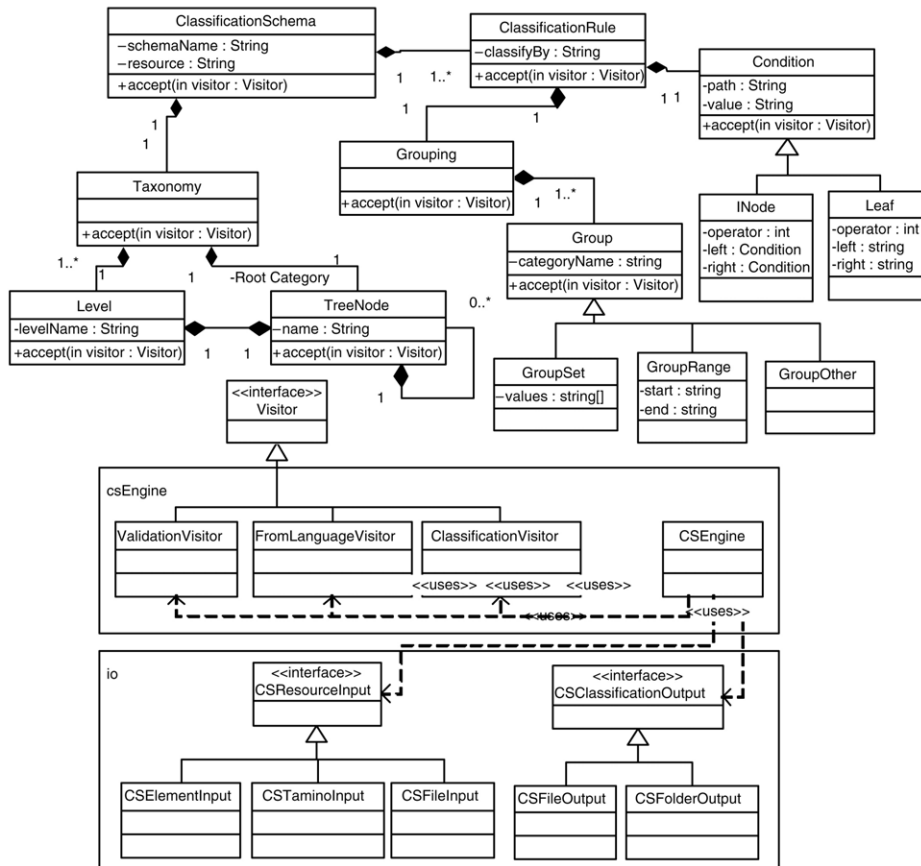 ClassificationSchema
–schemaName : String
–resource : String
+accept(in visitor : Visitor)
1
1..*
ClassificationRule
–classifyBy : String
+accept(in visitor : Visitor)
1
1
Condition
-path : String
-value : String
+accept(in visitor : Visitor)
1
1
1
1
Grouping
+accept(in visitor : Visitor)
1
1..*
Taxonomy
+accept(in visitor : Visitor)
INode
-operator : int
-left : Condition
-right : Condition
Leaf
-operator : int
-left : string
-right : string
Group
–categoryName : string
+accept(in visitor : Visitor)
1..*
1
1
1
-Root Category
Level
-levelName : String
+accept(in visitor : Visitor)
1
1
TreeNode
–name : String
+accept(in visitor : Visitor)
0..*
1
GroupSet
–values : string[]
GroupRange
-start : string
-end : string
GroupOther
<<interface>>
Visitor
csEngine
ValidationVisitor
FromLanguageVisitor
ClassificationVisitor
CSEngine
<<uses>>
<<uses>>
<<uses>>
<<uses>>
<<uses>>
io
<<interface>>
CSResourceInput
<<interface>>
CSClassificationOutput
CSElementInput
CSTaminoInput
CSFileInput
CSFileOutput
CSFolderOutput